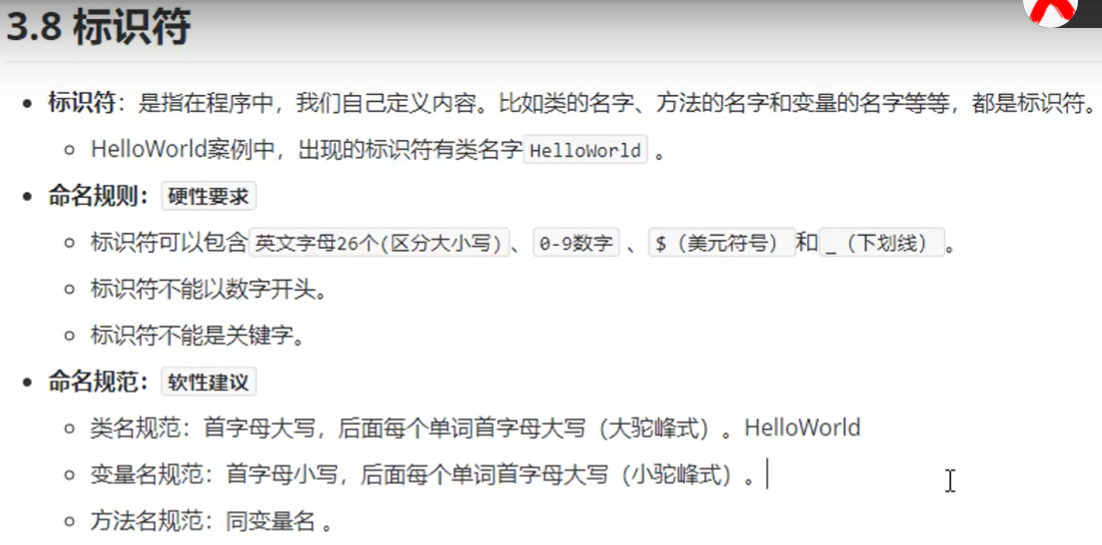 3.8 标识符
标识符：是指在程序中，我们自己定义内容。比如类的名字、方法的名字和变量的名字等等，都是标识符。
HelloWorld案例中，出现的标识符有类名字 HelloWorld 。
命名规则： 硬性要求
标识符可以包含 英文字母26个(区分大小写) 、 0-9数字 、 $（美元符号） 和 _（下划线） 。
标识符不能以数字开头。
标识符不能是关键字。
命名规范： 软性建议
类名规范：首字母大写，后面每个单词首字母大写（大驼峰式）。HelloWorld
变量名规范：首字母小写，后面每个单词首字母大写（小驼峰式）。
方法名规范：同变量名 。